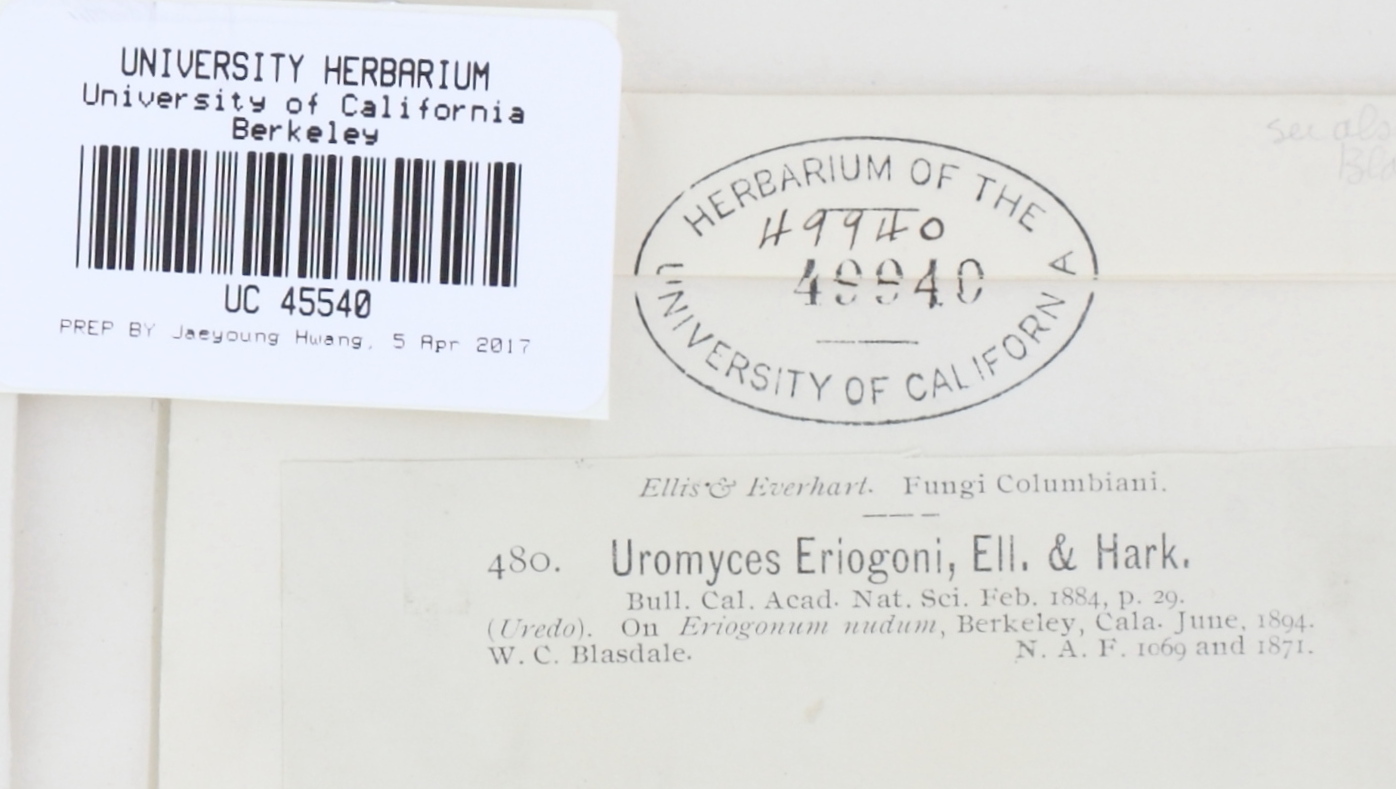 UNIVERSITY HERBARIUM
University of California
Berkeley
UC 45540
PREP BY Jaeyoung Hwang, 5 Apr 2017
HERBARIUM OF THE
49940
49940
UNIVERSITY OF CALIFORN A
Ellis & Everhart. Fungi Columbiani.
480. Uromyces Eriogoni, Ell. & Hark.
Bull. Cal. Acad. Nat. Sci. Feb. 1884, p. 29.
(Uredo). On Eriogonum nudum, Berkeley, Cala. June, 1894.
W. C. Blasdale. N. A. F. 1069 and 1871.